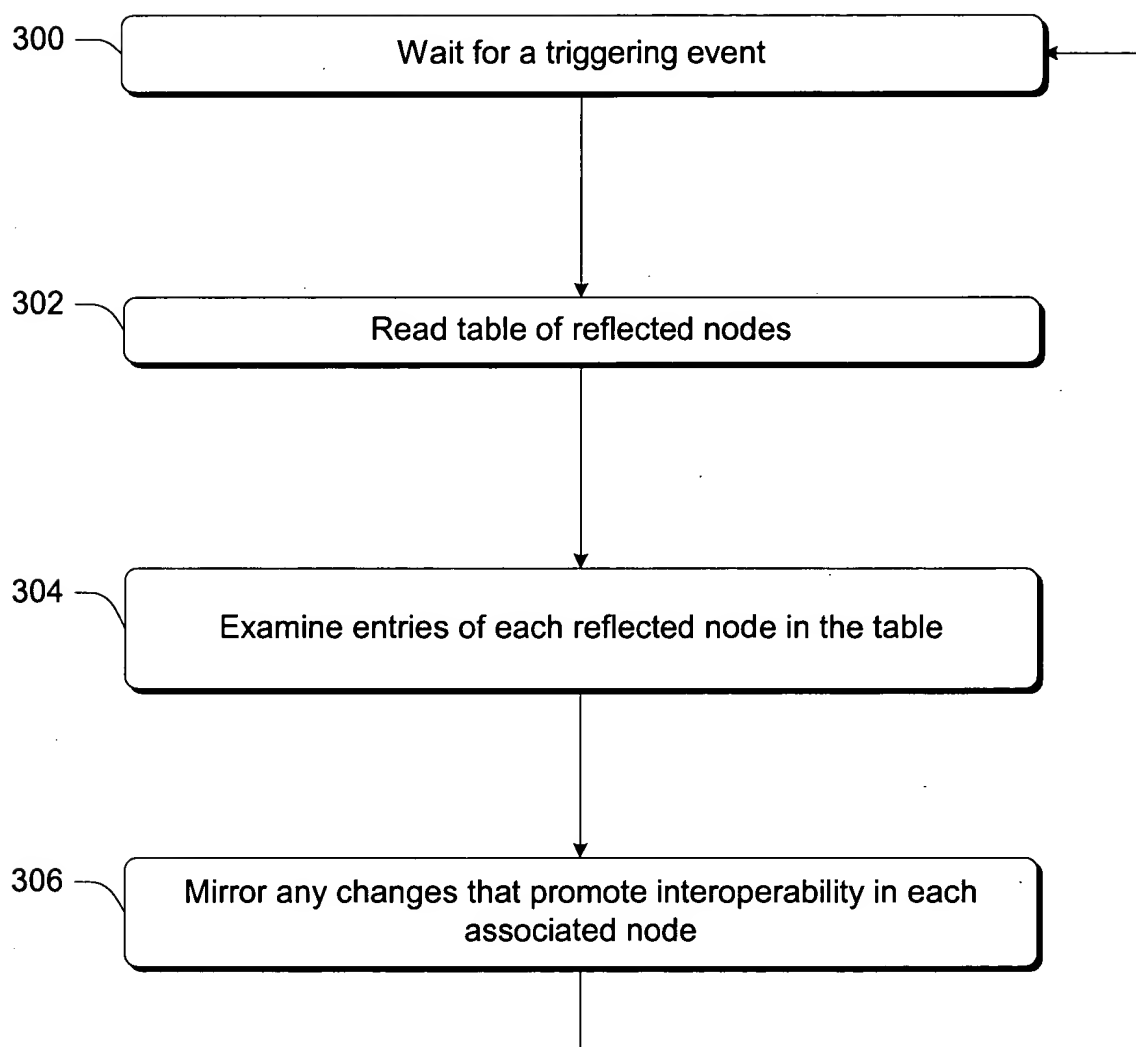 300
Wait for a triggering event
302
Read table of reflected nodes
304
Examine entries of each reflected node in the table
306
Mirror any changes that promote interoperability in each
associated node